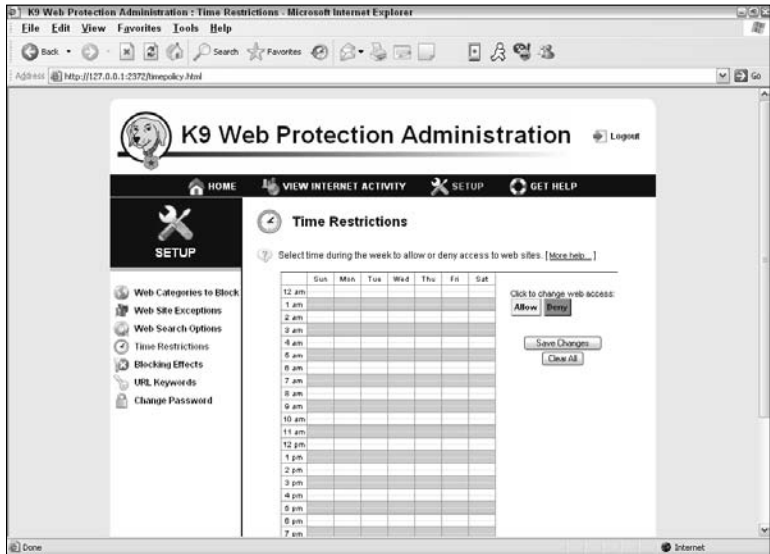 K9 Web Protection Administration : Time Restrictions - Microsoft Internet Explorer
File Edit View Favorites Tools Help
Back Search Favorites
Address http://127.0.0.1:2372/timepolicy.html Go
K9 Web Protection Administration
Logout
HOME VIEW INTERNET ACTIVITY SETUP GET HELP
SETUP
Web Categories to Block
Web Site Exceptions
Web Search Options
Time Restrictions
Blocking Effects
URL Keywords
Change Password
Time Restrictions
Select time during the week to allow or deny access to web sites. [More help...]
Sun Mon Tue Wed Thu Fri Sat
12 am
1 am
2 am
3 am
4 am
5 am
6 am
7 am
8 am
9 am
10 am
11 am
12 pm
1 pm
2 pm
3 pm
4 pm
5 pm
6 pm
7 pm
Click to change web access:
Allow Deny
Save Changes
Clear All
Done Internet